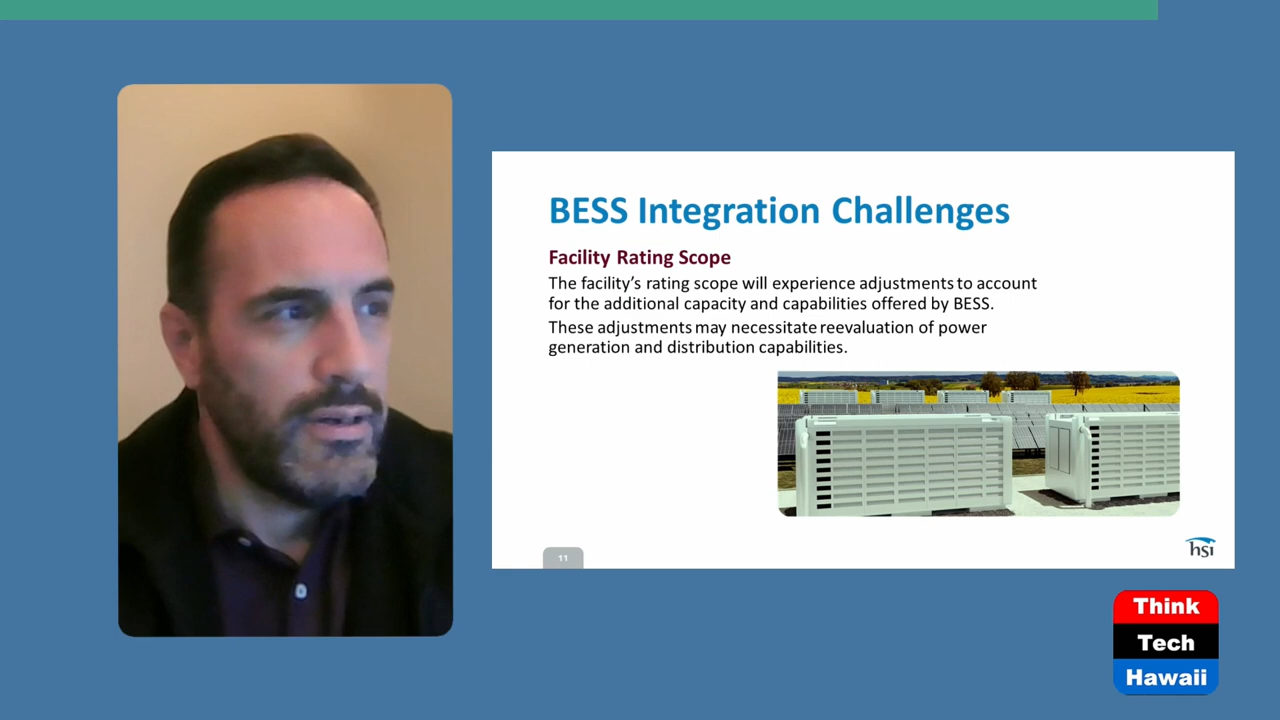 BESS Integration Challenges
Facility Rating Scope
The facility's rating scope will experience adjustments to account
for the additional capacity and capabilities offered by BESS.
These adjustments may necessitate reevaluation of power
generation and distribution capabilities.
11
hsi
Think
Tech
Hawaii